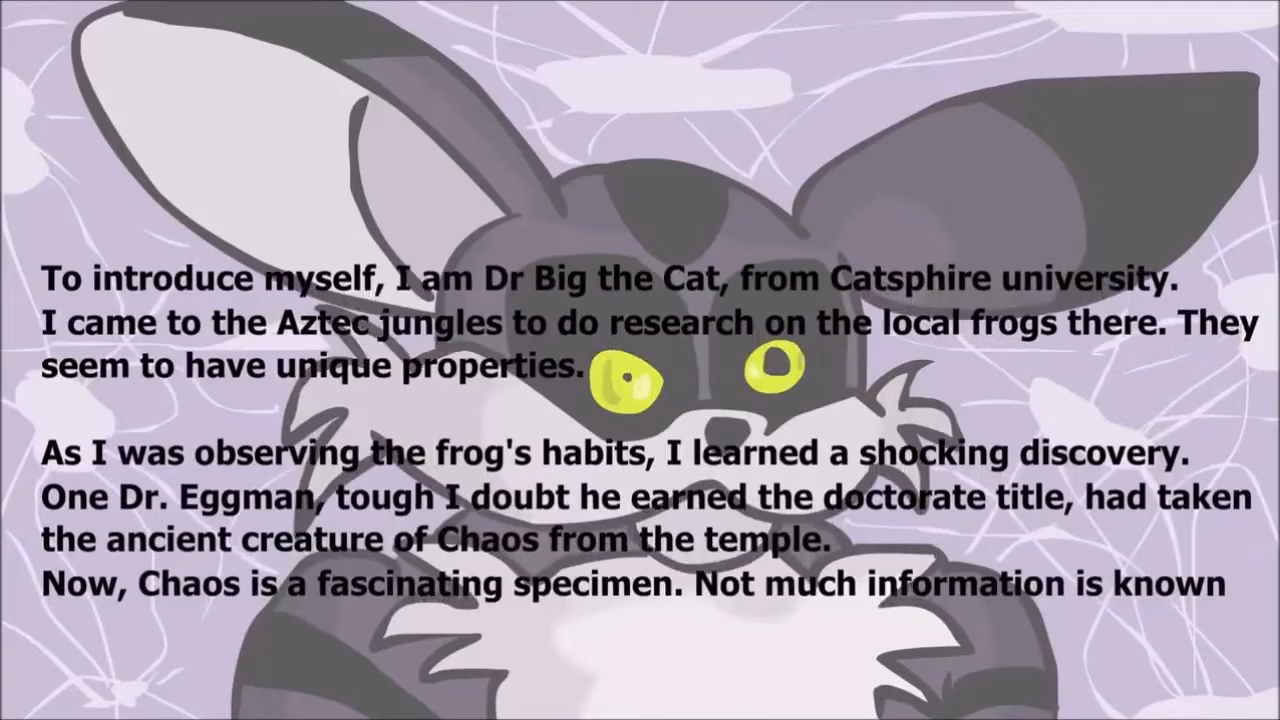 To introduce myself, I am Dr Big the Cat, from Catsphire university.
I came to the Aztec jungles to do research on the local frogs there. They
seem to have unique properties.
As I was observing the frog's habits, I learned a shocking discovery.
One Dr. Eggman, tough I doubt he earned the doctorate title, had taken
the ancient creature of Chaos from the temple.
Now, Chaos is a fascinating specimen. Not much information is known